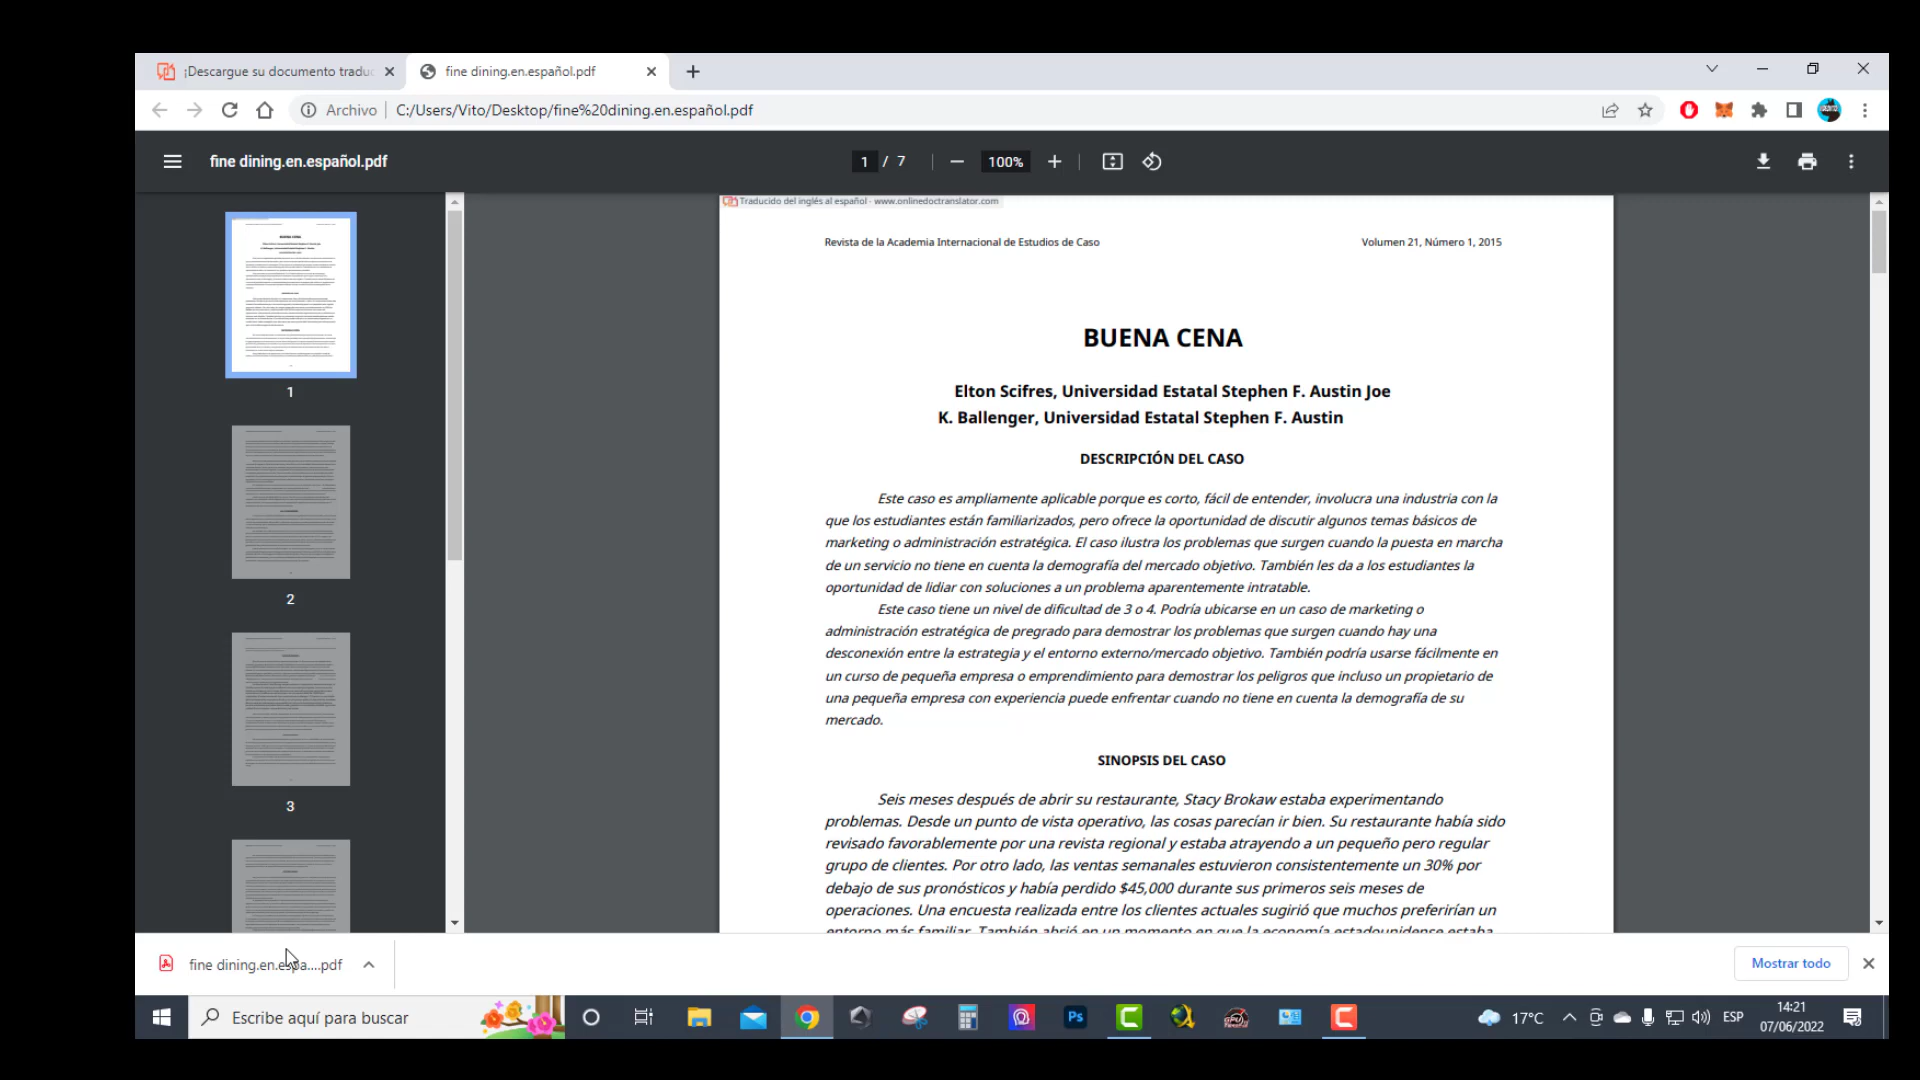 ¡Descargue su documento traduc
fine dining.en.español.pdf
Archivo
C:/Users/Vito/Desktop/fine%20dining.en.español.pdf
fine dining.en.español.pdf
1 / 7
100%
Traducido del inglés al español - www.onlinedoctranslator.com
Revista de la Academia Internacional de Estudios de Caso
Volumen 21, Número 1, 2015
BUENA CENA
Elton Scifres, Universidad Estatal Stephen F. Austin Joe
K. Ballenger, Universidad Estatal Stephen F. Austin
DESCRIPCIÓN DEL CASO
Este caso es ampliamente aplicable porque es corto, fácil de entender, involucra una industria con la
que los estudiantes están familiarizados, pero ofrece la oportunidad de discutir algunos temas básicos de
marketing o administración estratégica. El caso ilustra los problemas que surgen cuando la puesta en marcha
de un servicio no tiene en cuenta la demografía del mercado objetivo. También les da a los estudiantes la
oportunidad de lidiar con soluciones a un problema aparentemente intratable.
Este caso tiene un nivel de dificultad de 3 o 4. Podría ubicarse en un caso de marketing o
administración estratégica de pregrado para demostrar los problemas que surgen cuando hay una
desconexión entre la estrategia y el entorno externo/mercado objetivo. También podría usarse fácilmente en
un curso de pequeña empresa o emprendimiento para demostrar los peligros que incluso un propietario de
una pequeña empresa con experiencia puede enfrentar cuando no tiene en cuenta la demografía de su
mercado.
SINOPSIS DEL CASO
Seis meses después de abrir su restaurante, Stacy Brokaw estaba experimentando
problemas. Desde un punto de vista operativo, las cosas parecían ir bien. Su restaurante había sido
revisado favorablemente por una revista regional y estaba atrayendo a un pequeño pero regular
grupo de clientes. Por otro lado, las ventas semanales estuvieron consistentemente un 30% por
debajo de sus pronósticos y había perdido $45,000 durante sus primeros seis meses de
operaciones. Una encuesta realizada entre los clientes actuales sugirió que muchos preferirían un
entorno más familiar. También abrió en un momento en que la economía estadounidense estaba
1
2
3
fine dining.en.espa....pdf
Mostrar todo
Escribe aquí para buscar
Ps
17°C
ESP
14:21
07/06/2022